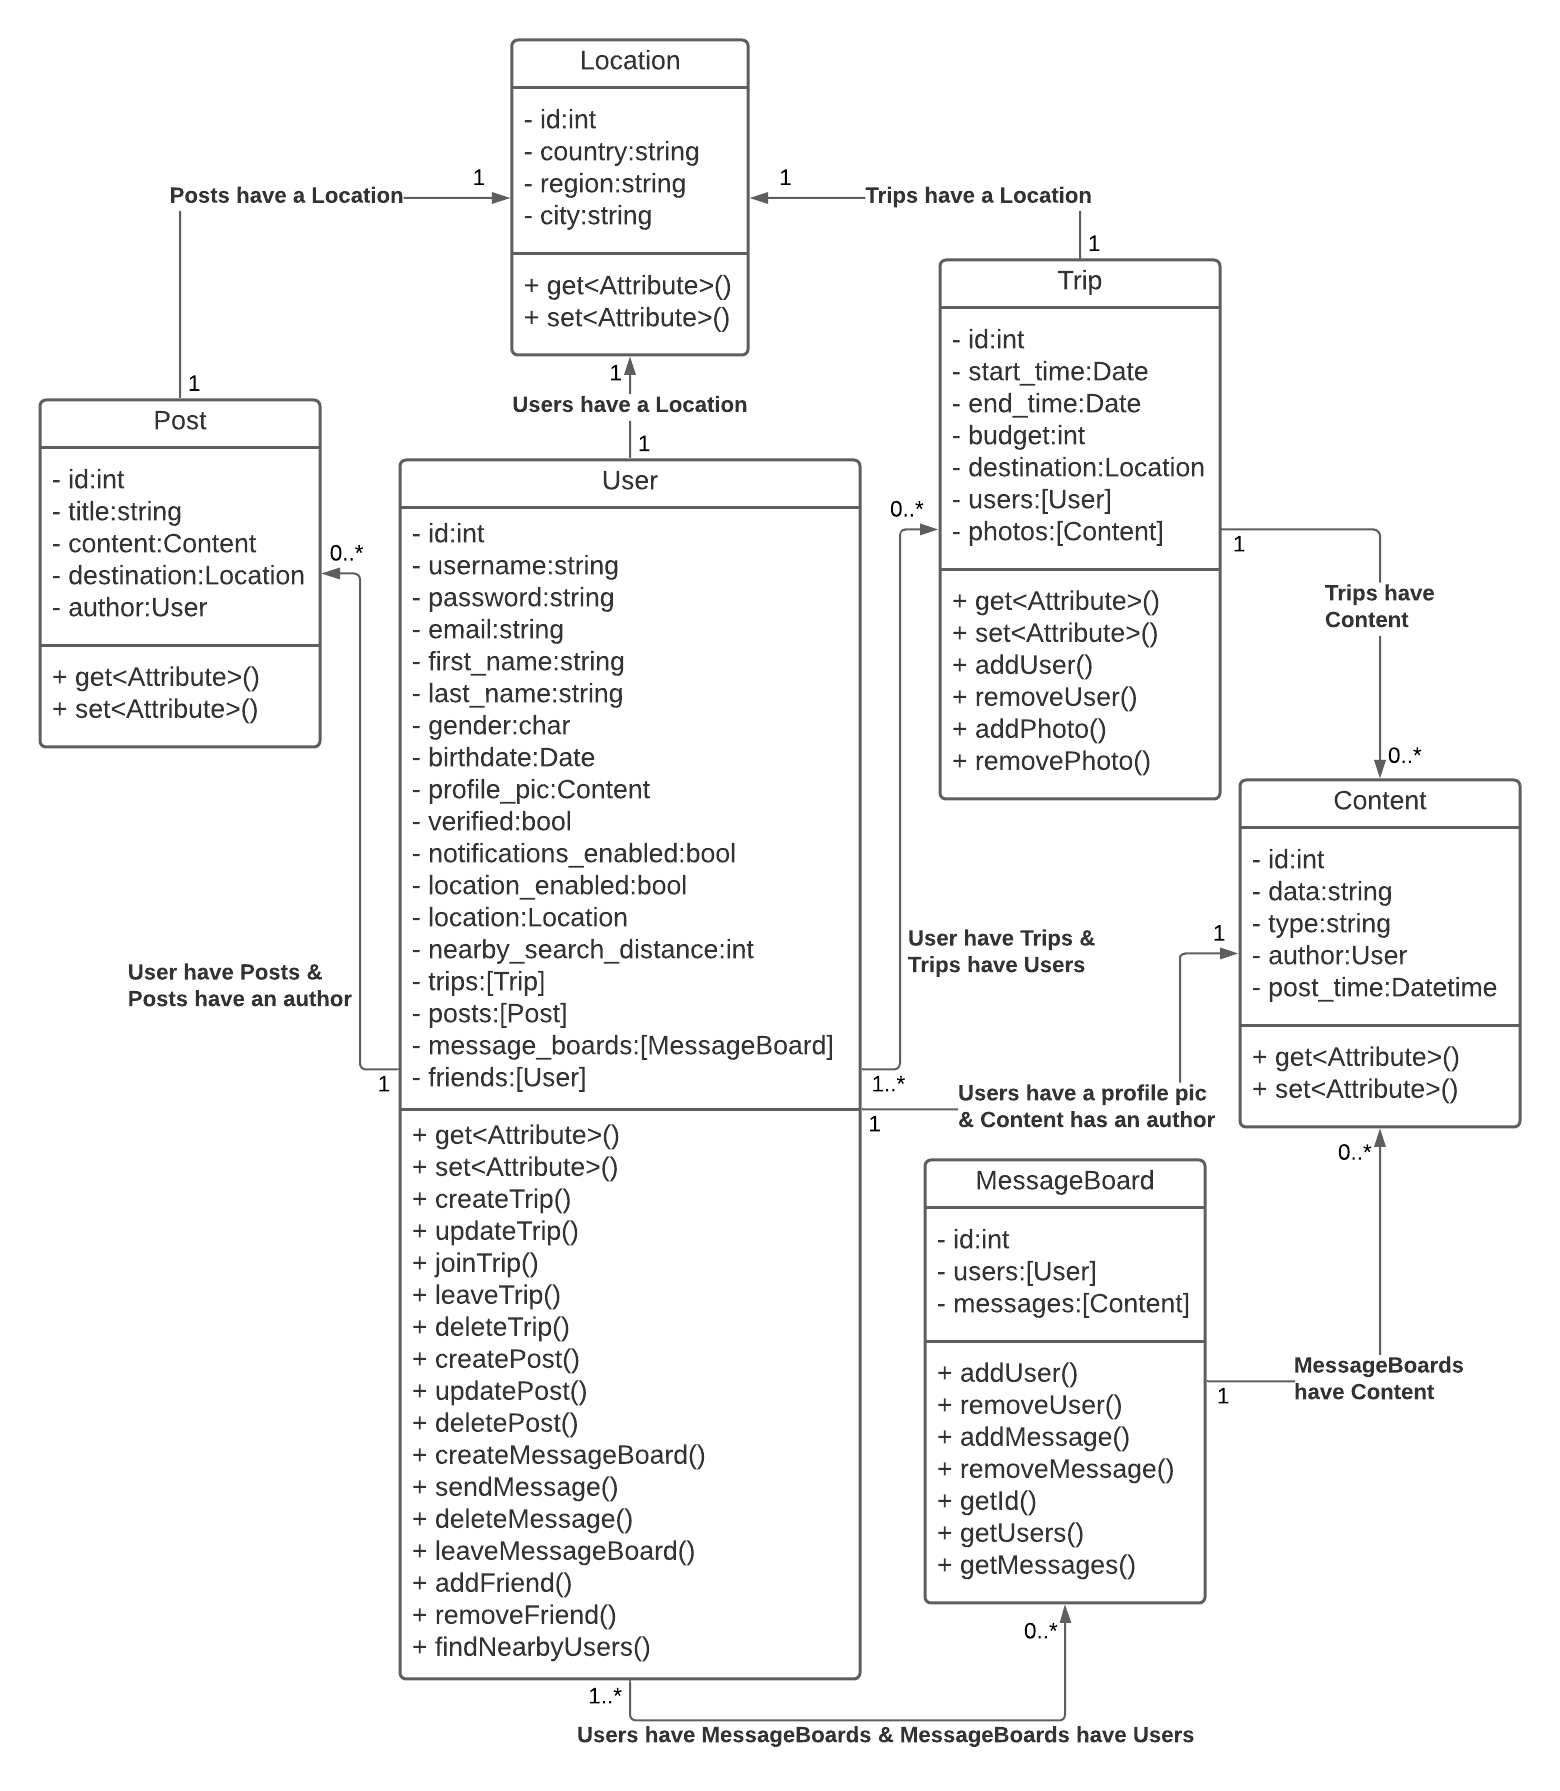 Location
- id:int
- country:string
- region:string
- city:string
+ get<Attribute>()
+ set<Attribute>()
Posts have a Location
1
1
Trips have a Location
1
1
Users have a Location
1
1
Post
- id:int
- title:string
- content:Content
- destination:Location
- author:User
+ get<Attribute>()
+ set<Attribute>()
0..*
User have Posts &
Posts have an author
1
User
- id:int
- username:string
- password:string
- email:string
- first_name:string
- last_name:string
- gender:char
- birthdate:Date
- profile_pic:Content
- verified:bool
- notifications_enabled:bool
- location_enabled:bool
- location:Location
- nearby_search_distance:int
- trips:[Trip]
- posts:[Post]
- message_boards:[MessageBoard]
- friends:[User]
+ get<Attribute>()
+ set<Attribute>()
+ createTrip()
+ updateTrip()
+ joinTrip()
+ leaveTrip()
+ deleteTrip()
+ createPost()
+ updatePost()
+ deletePost()
+ createMessageBoard()
+ sendMessage()
+ deleteMessage()
+ leaveMessageBoard()
+ addFriend()
+ removeFriend()
+ findNearbyUsers()
Trip
- id:int
- start_time:Date
- end_time:Date
- budget:int
- destination:Location
- users:[User]
- photos:[Content]
+ get<Attribute>()
+ set<Attribute>()
+ addUser()
+ removeUser()
+ addPhoto()
+ removePhoto()
0..*
User have Trips &
Trips have Users
1..*
1
Trips have
Content
0..*
Content
- id:int
- data:string
- type:string
- author:User
- post_time:Datetime
+ get<Attribute>()
+ set<Attribute>()
1
Users have a profile pic
& Content has an author
1
MessageBoard
- id:int
- users:[User]
- messages:[Content]
+ addUser()
+ removeUser()
+ addMessage()
+ removeMessage()
+ getId()
+ getUsers()
+ getMessages()
0..*
MessageBoards
have Content
1
0..*
1..*
Users have MessageBoards & MessageBoards have Users